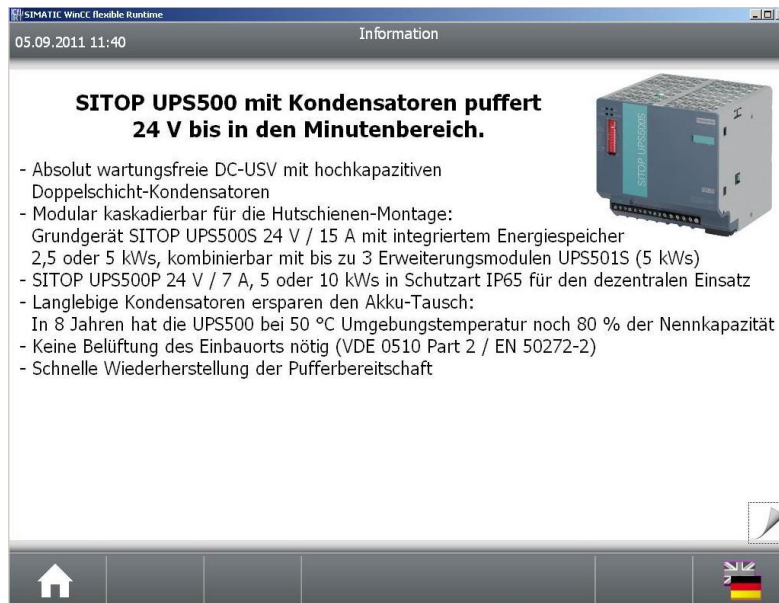 SIMATIC WinCC flexible Runtime
05.09.2011 11:40
Information
SITOP UPS500 mit Kondensatoren puffert
24 V bis in den Minutenbereich.
- Absolut wartungsfreie DC-USV mit hochkapazitiven
Doppelschicht-Kondensatoren
- Modular kaskadierbar für die Hutschienen-Montage:
Grundgerät SITOP UPS500S 24 V / 15 A mit integriertem Energiespeicher
2,5 oder 5 kWs, kombinierbar mit bis zu 3 Erweiterungsmodulen UPS501S (5 kWs)
- SITOP UPS500P 24 V / 7 A, 5 oder 10 kWs in Schutzart IP65 für den dezentralen Einsatz
- Langlebige Kondensatoren ersparen den Akku-Tausch:
In 8 Jahren hat die UPS500 bei 50 °C Umgebungstemperatur noch 80 % der Nennkapazität
- Keine Belüftung des Einbauorts nötig (VDE 0510 Part 2 / EN 50272-2)
- Schnelle Wiederherstellung der Pufferbereitschaft
SITOP UPS500S